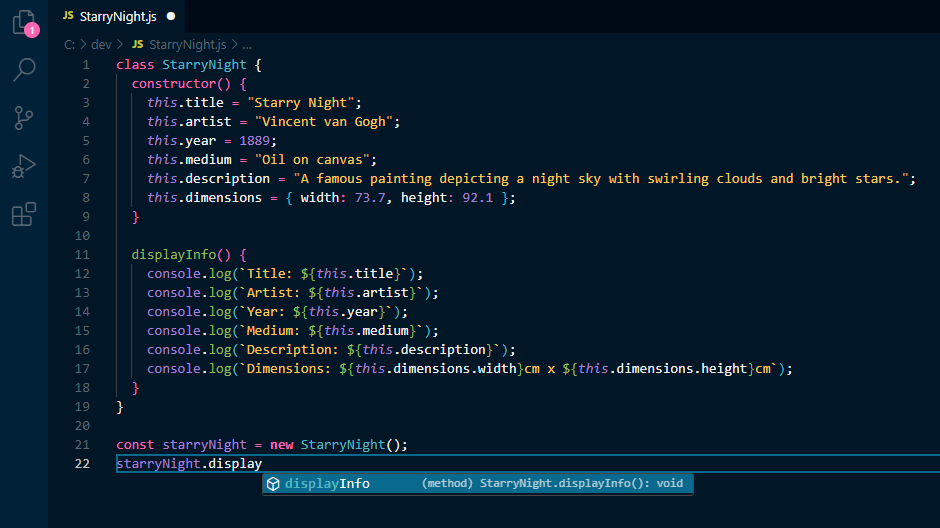 JS StarryNight.js
1
C: > dev > JS StarryNight.js > ...
1 class StarryNight {
2 constructor() {
3 this.title = "Starry Night";
4 this.artist = "Vincent van Gogh";
5 this.year = 1889;
6 this.medium = "Oil on canvas";
7 this.description = "A famous painting depicting a night sky with swirling clouds and bright stars.";
8 this.dimensions = { width: 73.7, height: 92.1 };
9 }
10
11 displayInfo() {
12 console.log(`Title: ${this.title}`);
13 console.log(`Artist: ${this.artist}`);
14 console.log(`Year: ${this.year}`);
15 console.log(`Medium: ${this.medium}`);
16 console.log(`Description: ${this.description}`);
17 console.log(`Dimensions: ${this.dimensions.width}cm x ${this.dimensions.height}cm`);
18 }
19 }
20
21 const starryNight = new StarryNight();
22 starryNight.display
displayInfo (method) StarryNight.displayInfo(): void